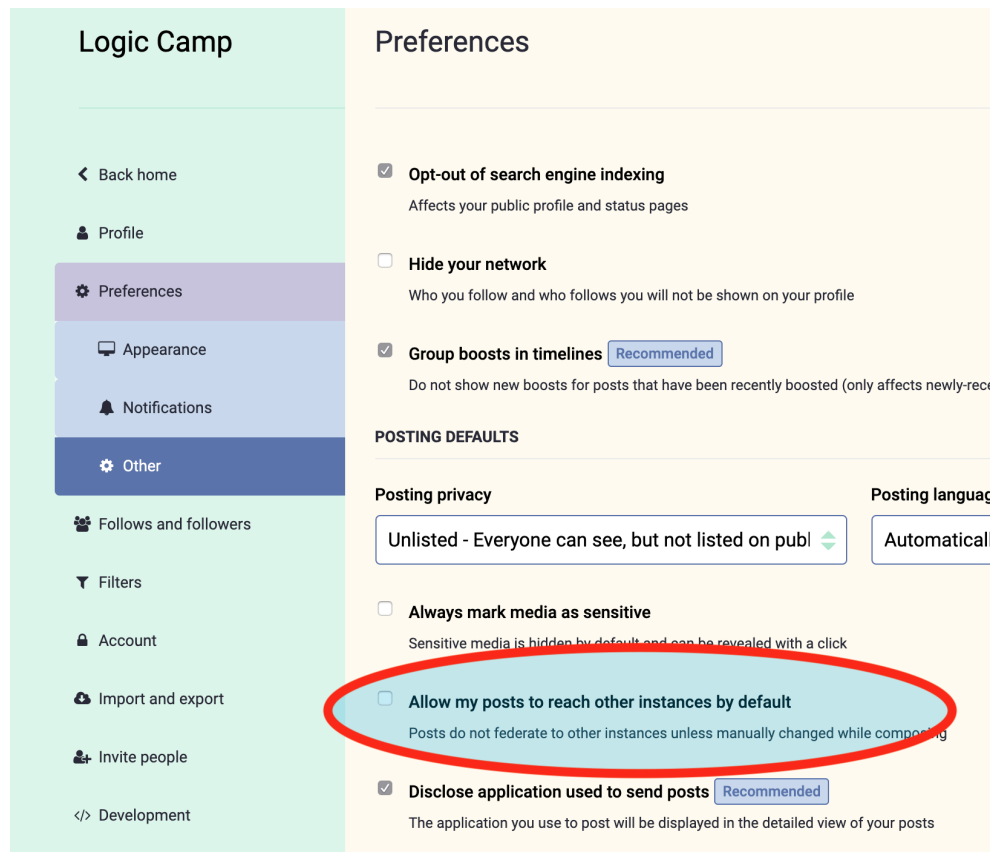 Logic Camp
Preferences
Back home
Profile
Preferences
Appearance
Notifications
Other
Follows and followers
Filters
Account
Import and export
Invite people
Development
Opt-out of search engine indexing
Affects your public profile and status pages
Hide your network
Who you follow and who follows you will not be shown on your profile
Group boosts in timelines Recommended
Do not show new boosts for posts that have been recently boosted (only affects newly-rece
POSTING DEFAULTS
Posting privacy
Posting languag
Unlisted - Everyone can see, but not listed on publ
Automaticall
Always mark media as sensitive
Sensitive media is hidden by default and can be revealed with a click
Allow my posts to reach other instances by default
Posts do not federate to other instances unless manually changed while composing
Disclose application used to send posts Recommended
The application you use to post will be displayed in the detailed view of your posts